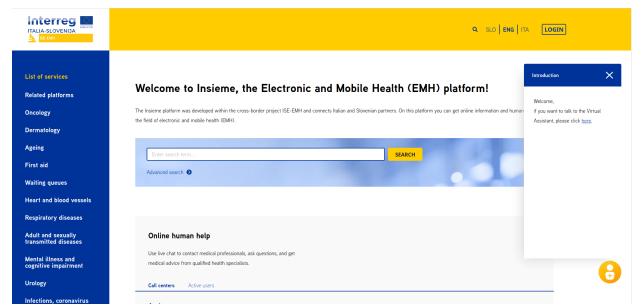 Interreg
ITALIA-SLOVENIJA
ISE-EMH
SLO | ENG | ITA
LOGIN
List of services
Related platforms
Oncology
Dermatology
Ageing
First aid
Waiting queues
Heart and blood vessels
Respiratory diseases
Adult and sexually
transmitted diseases
Mental illness and
cognitive impairment
Urology
Infections, coronavirus
Welcome to Insieme, the Electronic and Mobile Health (EMH) platform!
The Insieme platform was developed within the cross-border project ISE-EMH and connects Italian and Slovenian partners. On this platform you can get online information and human
the field of electronic and mobile health (EMH).
Enter search term
SEARCH
Advanced search
Online human help
Use live chat to contact medical professionals, ask questions, and get
medical advice from qualified health specialists.
Call centers
Active users
Introduction
Welcome,
if you want to talk to the Virtual
Assistant, please click here.